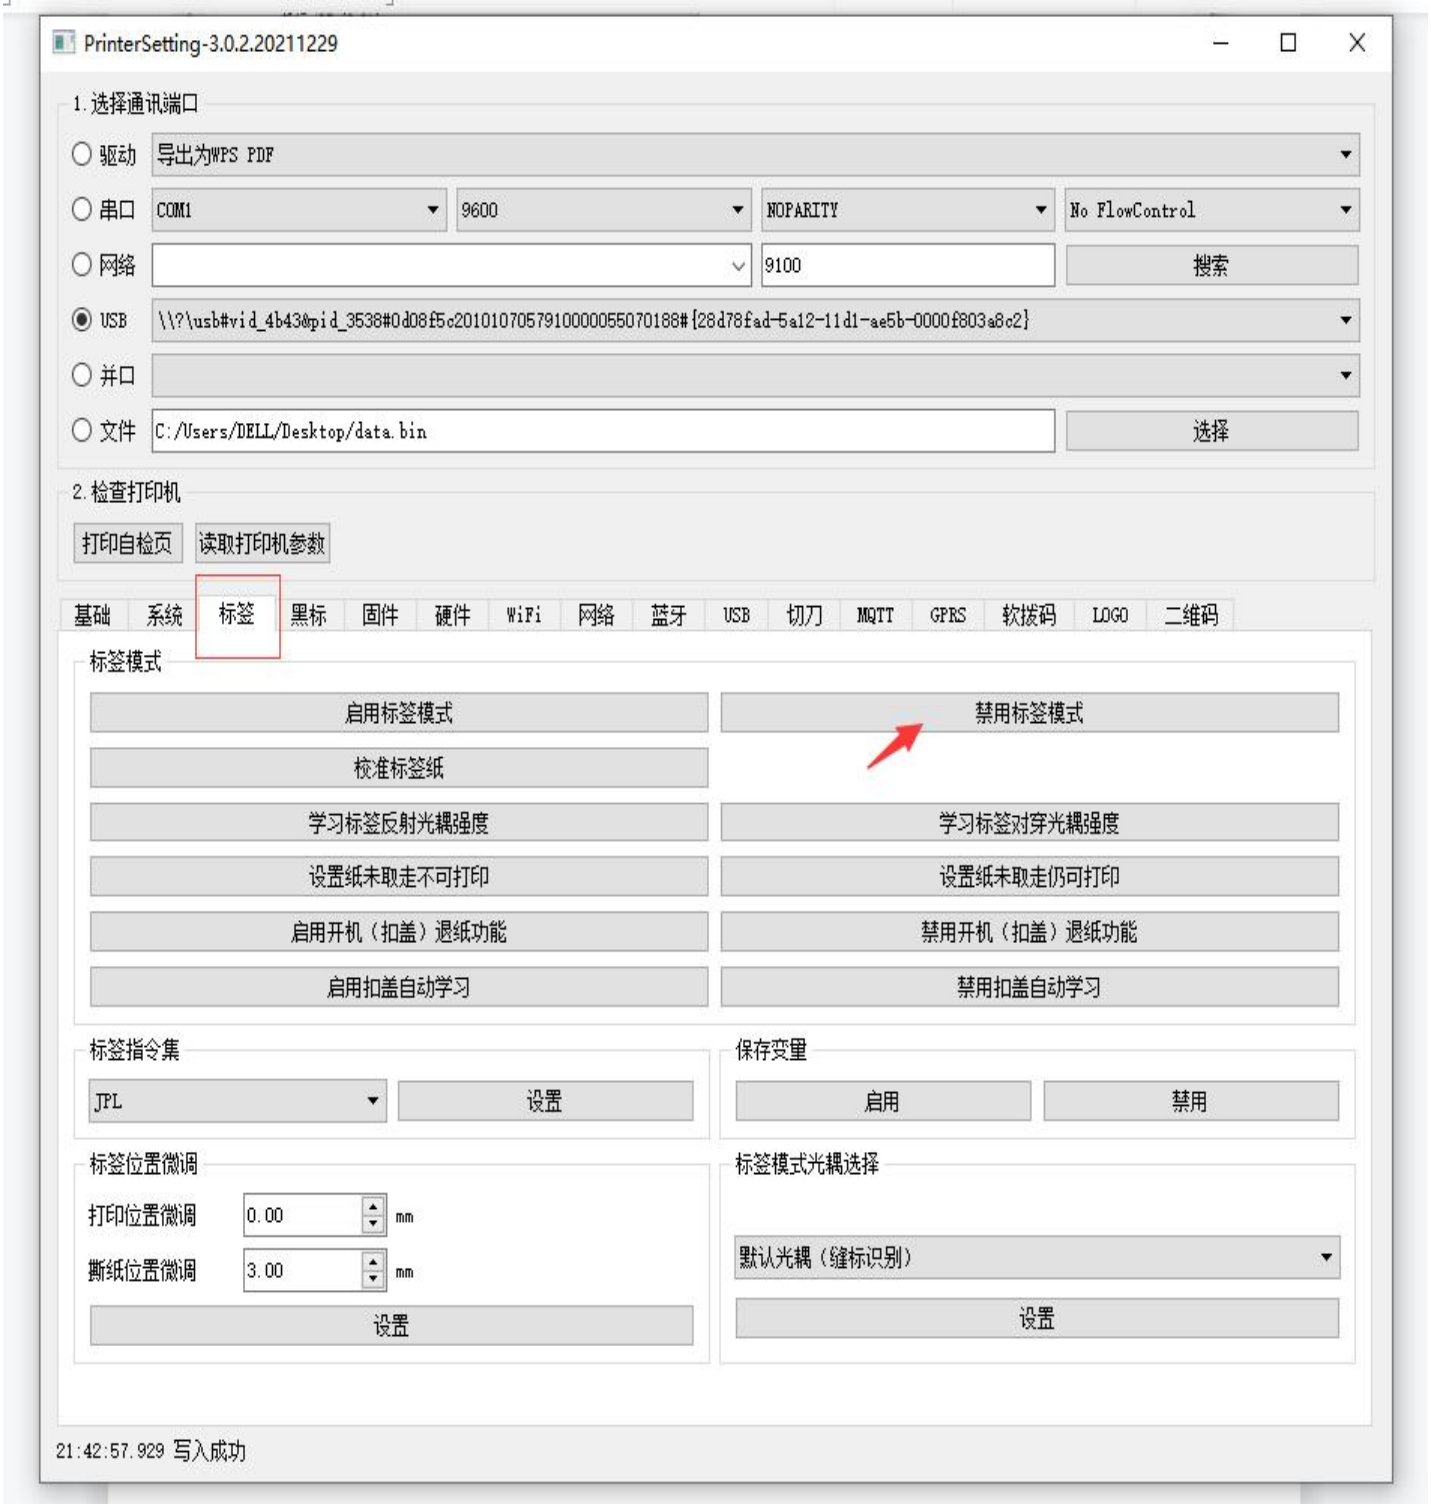 PrinterSetting-3.0.2.20211229
1.选择通讯端口
驱动 导出为WPS PDF
串口 COM1 9600 NOPARITY No FlowControl
网络 9100 搜索
USB \\?\usb#vid_4b43&pid_3538#0d08f5c20101070579100000055070188#{28d78fad-5a12-11d1-ae5b-0000f803a8c2}
并口
文件 C:/Users/DELL/Desktop/data.bin 选择
2.检查打印机
打印自检页 读取打印机参数
基础 系统 标签 黑标 固件 硬件 WiFi 网络 蓝牙 USB 切刀 MQTT GPRS 软拨码 LOGO 二维码
标签模式
启用标签模式 禁用标签模式
校准标签纸
学习标签反射光耦强度 学习标签对穿光耦强度
设置纸未取走不可打印 设置纸未取走仍可打印
启用开机（扣盖）退纸功能 禁用开机（扣盖）退纸功能
启用扣盖自动学习 禁用扣盖自动学习
标签指令集 保存变量
JPL 设置 启用 禁用
标签位置微调 标签模式光耦选择
打印位置微调 0.00 mm
撕纸位置微调 3.00 mm 默认光耦（缝标识别）
设置 设置
21:42:57.929 写入成功